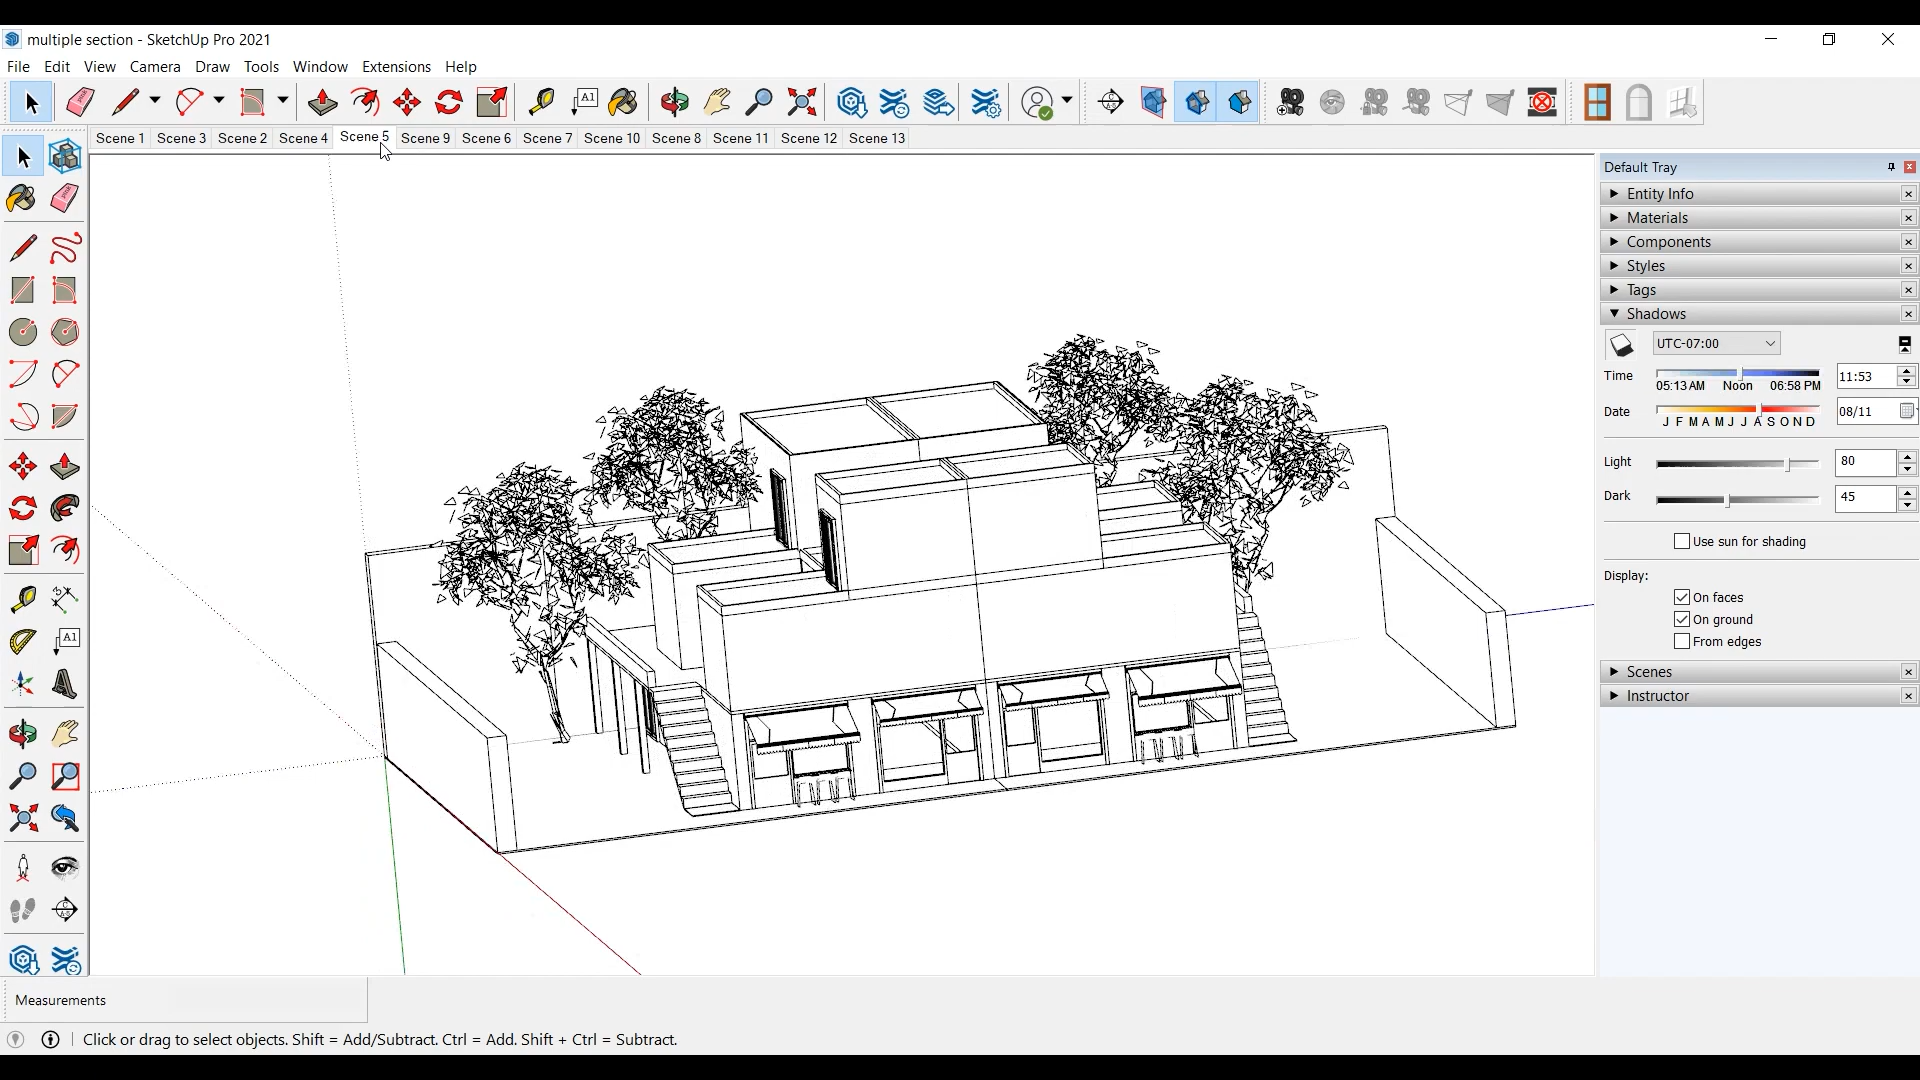 multiple section - SketchUp Pro 2021
File Edit View Camera Draw Tools Window Extensions Help
A1
Scene 1 Scene 3 Scene 2 Scene 4 Scene 5 Scene 9 Scene 6 Scene 7 Scene 10 Scene 8 Scene 11 Scene 12 Scene 13
Default Tray
Entity Info
Materials
Components
Styles
Tags
Shadows
UTC-07:00
Time 05:13 AM Noon 06:58 PM 11:53
Date J F M A M J J A S O N D 08/11
Light 80
Dark 45
Use sun for shading
Display:
On faces
On ground
From edges
Scenes
Instructor
A1
Measurements
Click or drag to select objects. Shift = Add/Subtract. Ctrl = Add. Shift + Ctrl = Subtract.